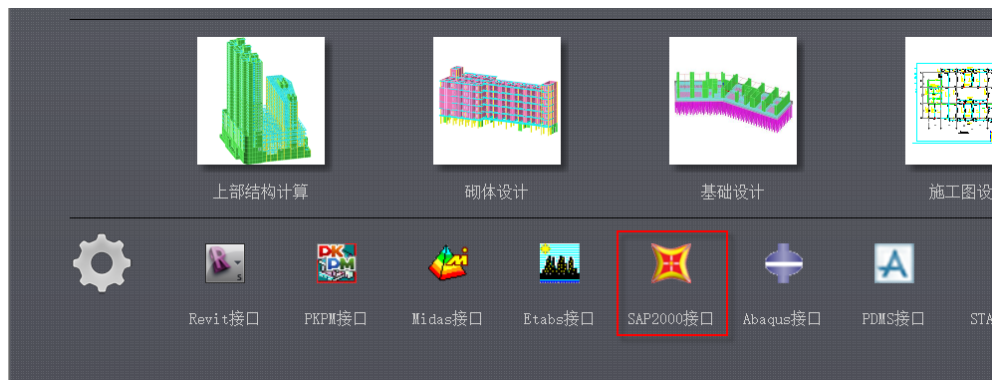 上部结构计算
砌体设计
基础设计
施工图设
Revit接口
PKPM接口
Midas接口
Etabs接口
SAP2000接口
Abaqus接口
PDMS接口
STA